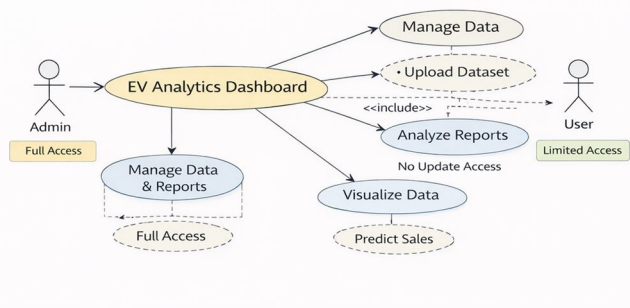 Manage Data
• Upload Dataset
EV Analytics Dashboard
<<include>>
Admin
User
Full Access
Analyze Reports
Limited Access
No Update Access
Manage Data
& Reports
Visualize Data
Full Access
Predict Sales